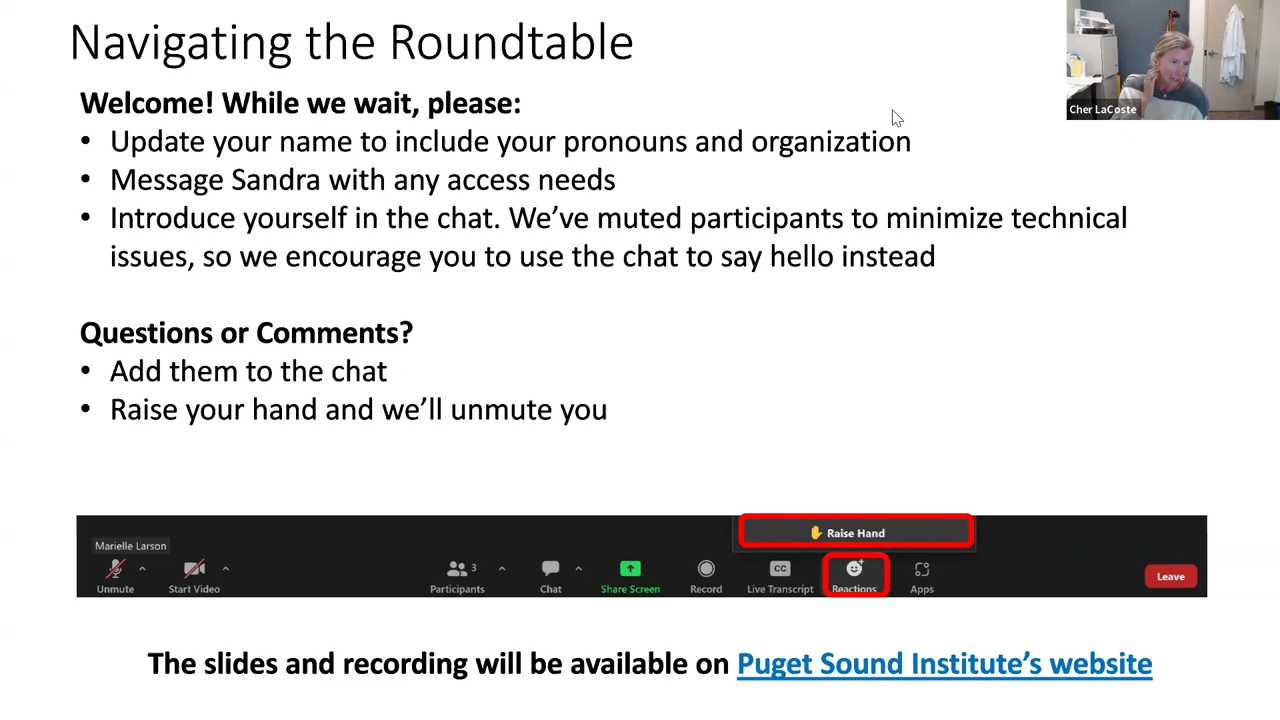 Navigating the Roundtable
Cher LaCoste
Welcome! While we wait, please:
• Update your name to include your pronouns and organization
• Message Sandra with any access needs
• Introduce yourself in the chat. We’ve muted participants to minimize technical
issues, so we encourage you to use the chat to say hello instead
Questions or Comments?
• Add them to the chat
• Raise your hand and we’ll unmute you
Raise Hand
Marielle Larson
3
CC
Unmute Start Video Participants Chat Share Screen Record Live Transcript Reactions Apps Leave
The slides and recording will be available on Puget Sound Institute’s website